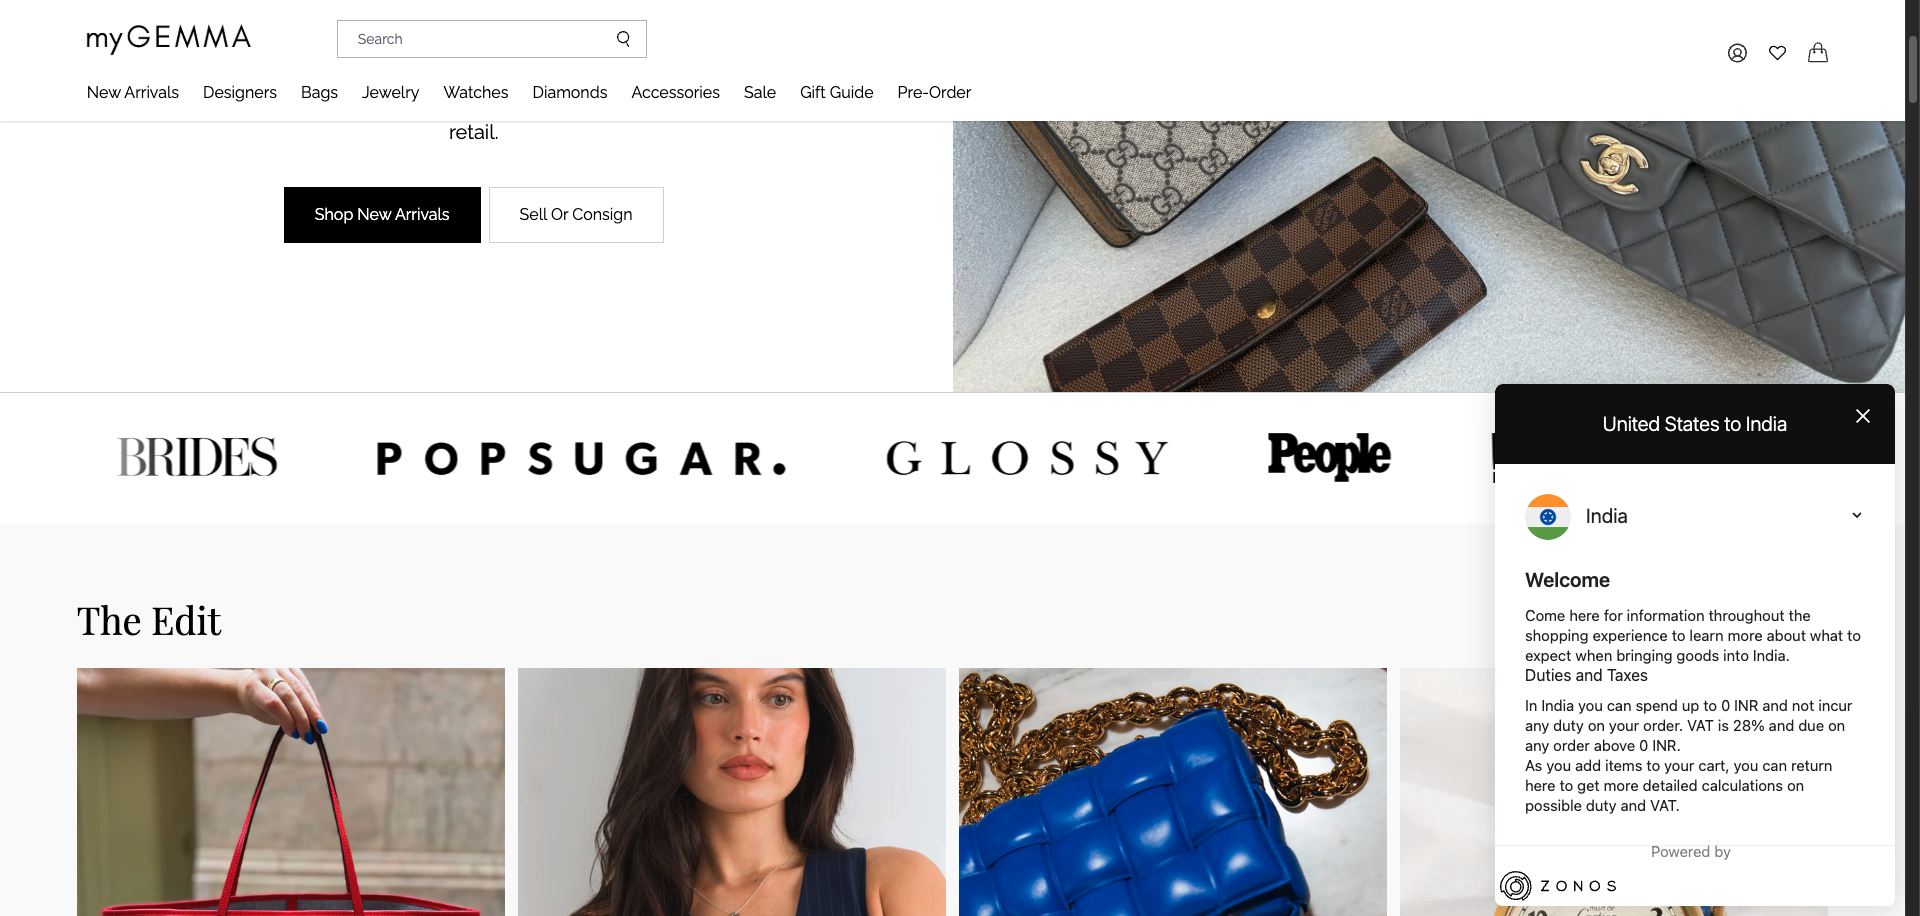 myGEMMA
Search
New Arrivals Designers Bags Jewelry Watches Diamonds Accessories Sale Gift Guide Pre-Order
retail.
Shop New Arrivals
Sell Or Consign
BRIDES
POPSUGAR.
GLOSSY
People
The Edit
United States to India
India
Welcome
Come here for information throughout the
shopping experience to learn more about what to
expect when bringing goods into India.
Duties and Taxes
In India you can spend up to 0 INR and not incur
any duty on your order. VAT is 28% and due on
any order above 0 INR.
As you add items to your cart, you can return
here to get more detailed calculations on
possible duty and VAT.
Powered by
ZONOS